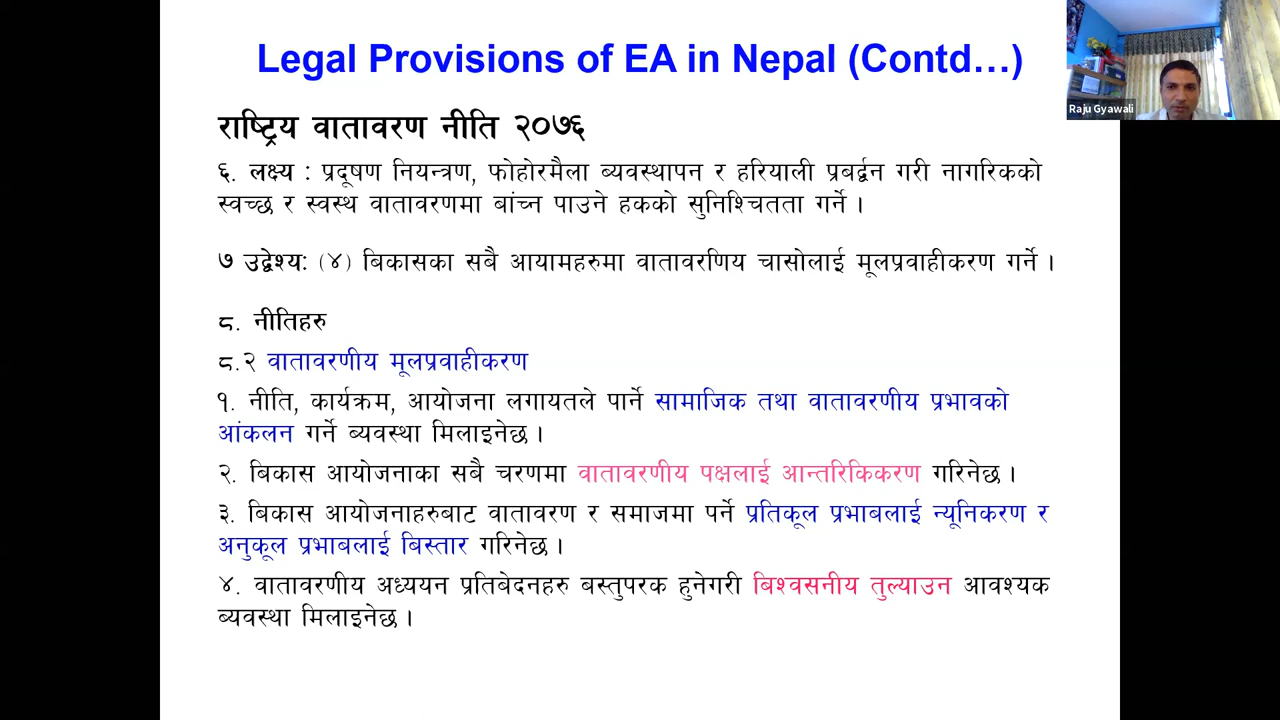 Legal Provisions of EA in Nepal (Contd…)
Raju Gyawali
राष्ट्रिय वातावरण नीति २०७६
६. लक्ष्य : प्रदूषण नियन्त्रण, फोहोरमैला ब्यवस्थापन र हरियाली प्रबर्द्वन गरी नागरिकको
स्वच्छ र स्वस्थ वातावरणमा बांच्न पाउने हकको सुनिश्चितता गर्ने ।
७ उद्वेश्य: (४) बिकासका सबै आयामहरुमा वातावरणिय चासोलाई मूलप्रवाहीकरण गर्ने ।
८. नीतिहरु
८.२ वातावरणीय मूलप्रवाहीकरण
१. नीति, कार्यक्रम, आयोजना लगायतले पार्ने सामाजिक तथा वातावरणीय प्रभावको
आंकलन गर्ने ब्यवस्था मिलाइनेछ ।
२. बिकास आयोजनाका सबै चरणमा वातावरणीय पक्षलाई आन्तरिकिकरण गरिनेछ ।
३. बिकास आयोजनाहरुबाट वातावरण र समाजमा पर्ने प्रतिकूल प्रभाबलाई न्यूनिकरण र
अनुकूल प्रभाबलाई बिस्तार गरिनेछ ।
४. वातावरणीय अध्ययन प्रतिबेदनहरु बस्तुपरक हुनेगरी बिश्वसनीय तुल्याउन आवश्यक
ब्यवस्था मिलाइनेछ ।